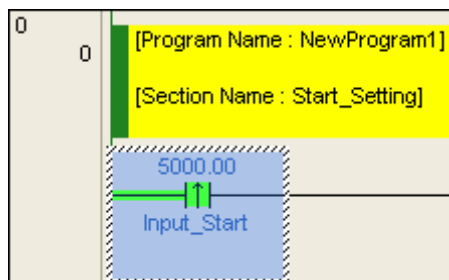 0
0
[Program Name : NewProgram1]
[Section Name : Start_Setting]
5000.00
Input_Start